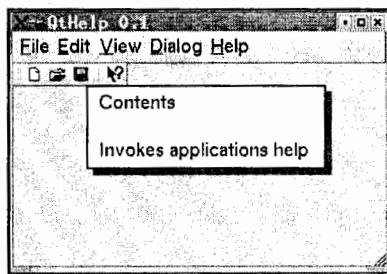 QtHelp 0.1
File Edit View Dialog Help
Contents
Invokes applications help